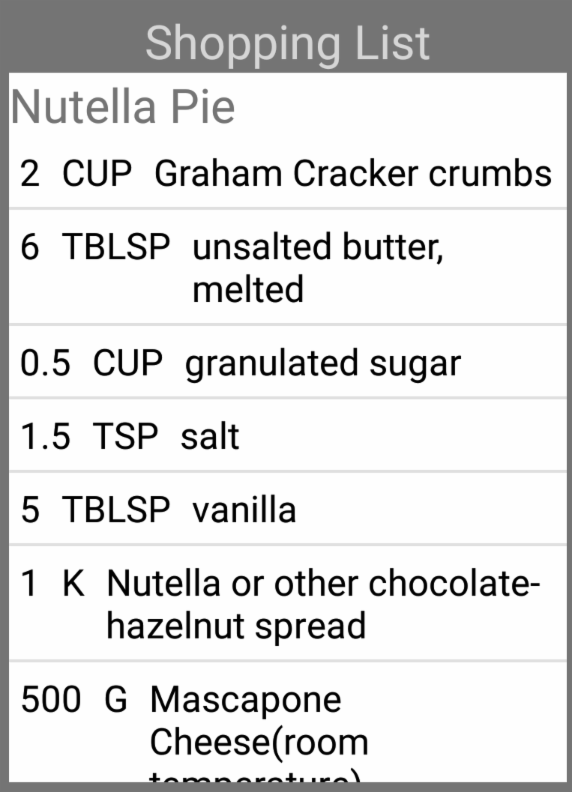 Shopping List
Nutella Pie
2 CUP Graham Cracker crumbs
6 TBLSP unsalted butter,
melted
0.5 CUP granulated sugar
1.5 TSP salt
5 TBLSP vanilla
1 K Nutella or other chocolate-
hazelnut spread
500 G Mascapone
Cheese(room
temperature)